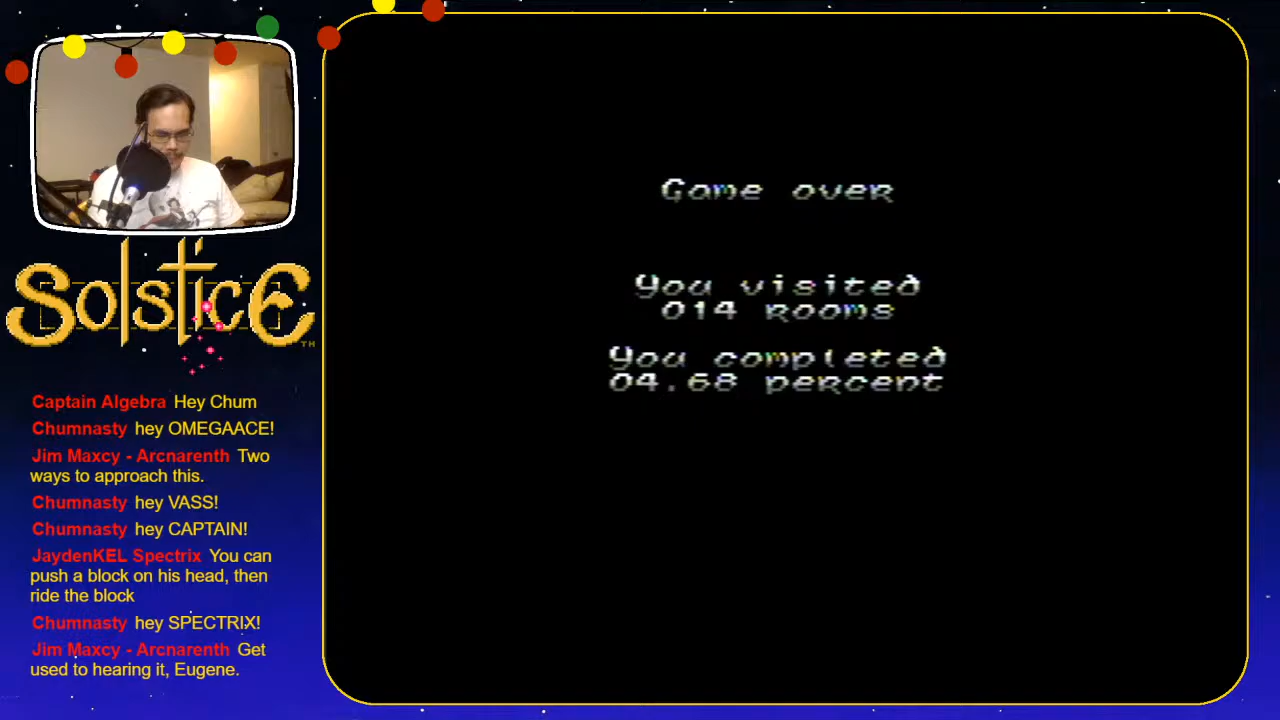 Game over
You visited
014 rooms
You completed
04.68 percent
SolsticE™
Captain Algebra Hey Chum
Chumnasty hey OMEGAACE!
Jim Maxcy - Arcnarenth Two
ways to approach this.
Chumnasty hey VASS!
Chumnasty hey CAPTAIN!
JaydenKEL Spectrix You can
push a block on his head, then
ride the block
Chumnasty hey SPECTRIX!
Jim Maxcy - Arcnarenth Get
used to hearing it, Eugene.